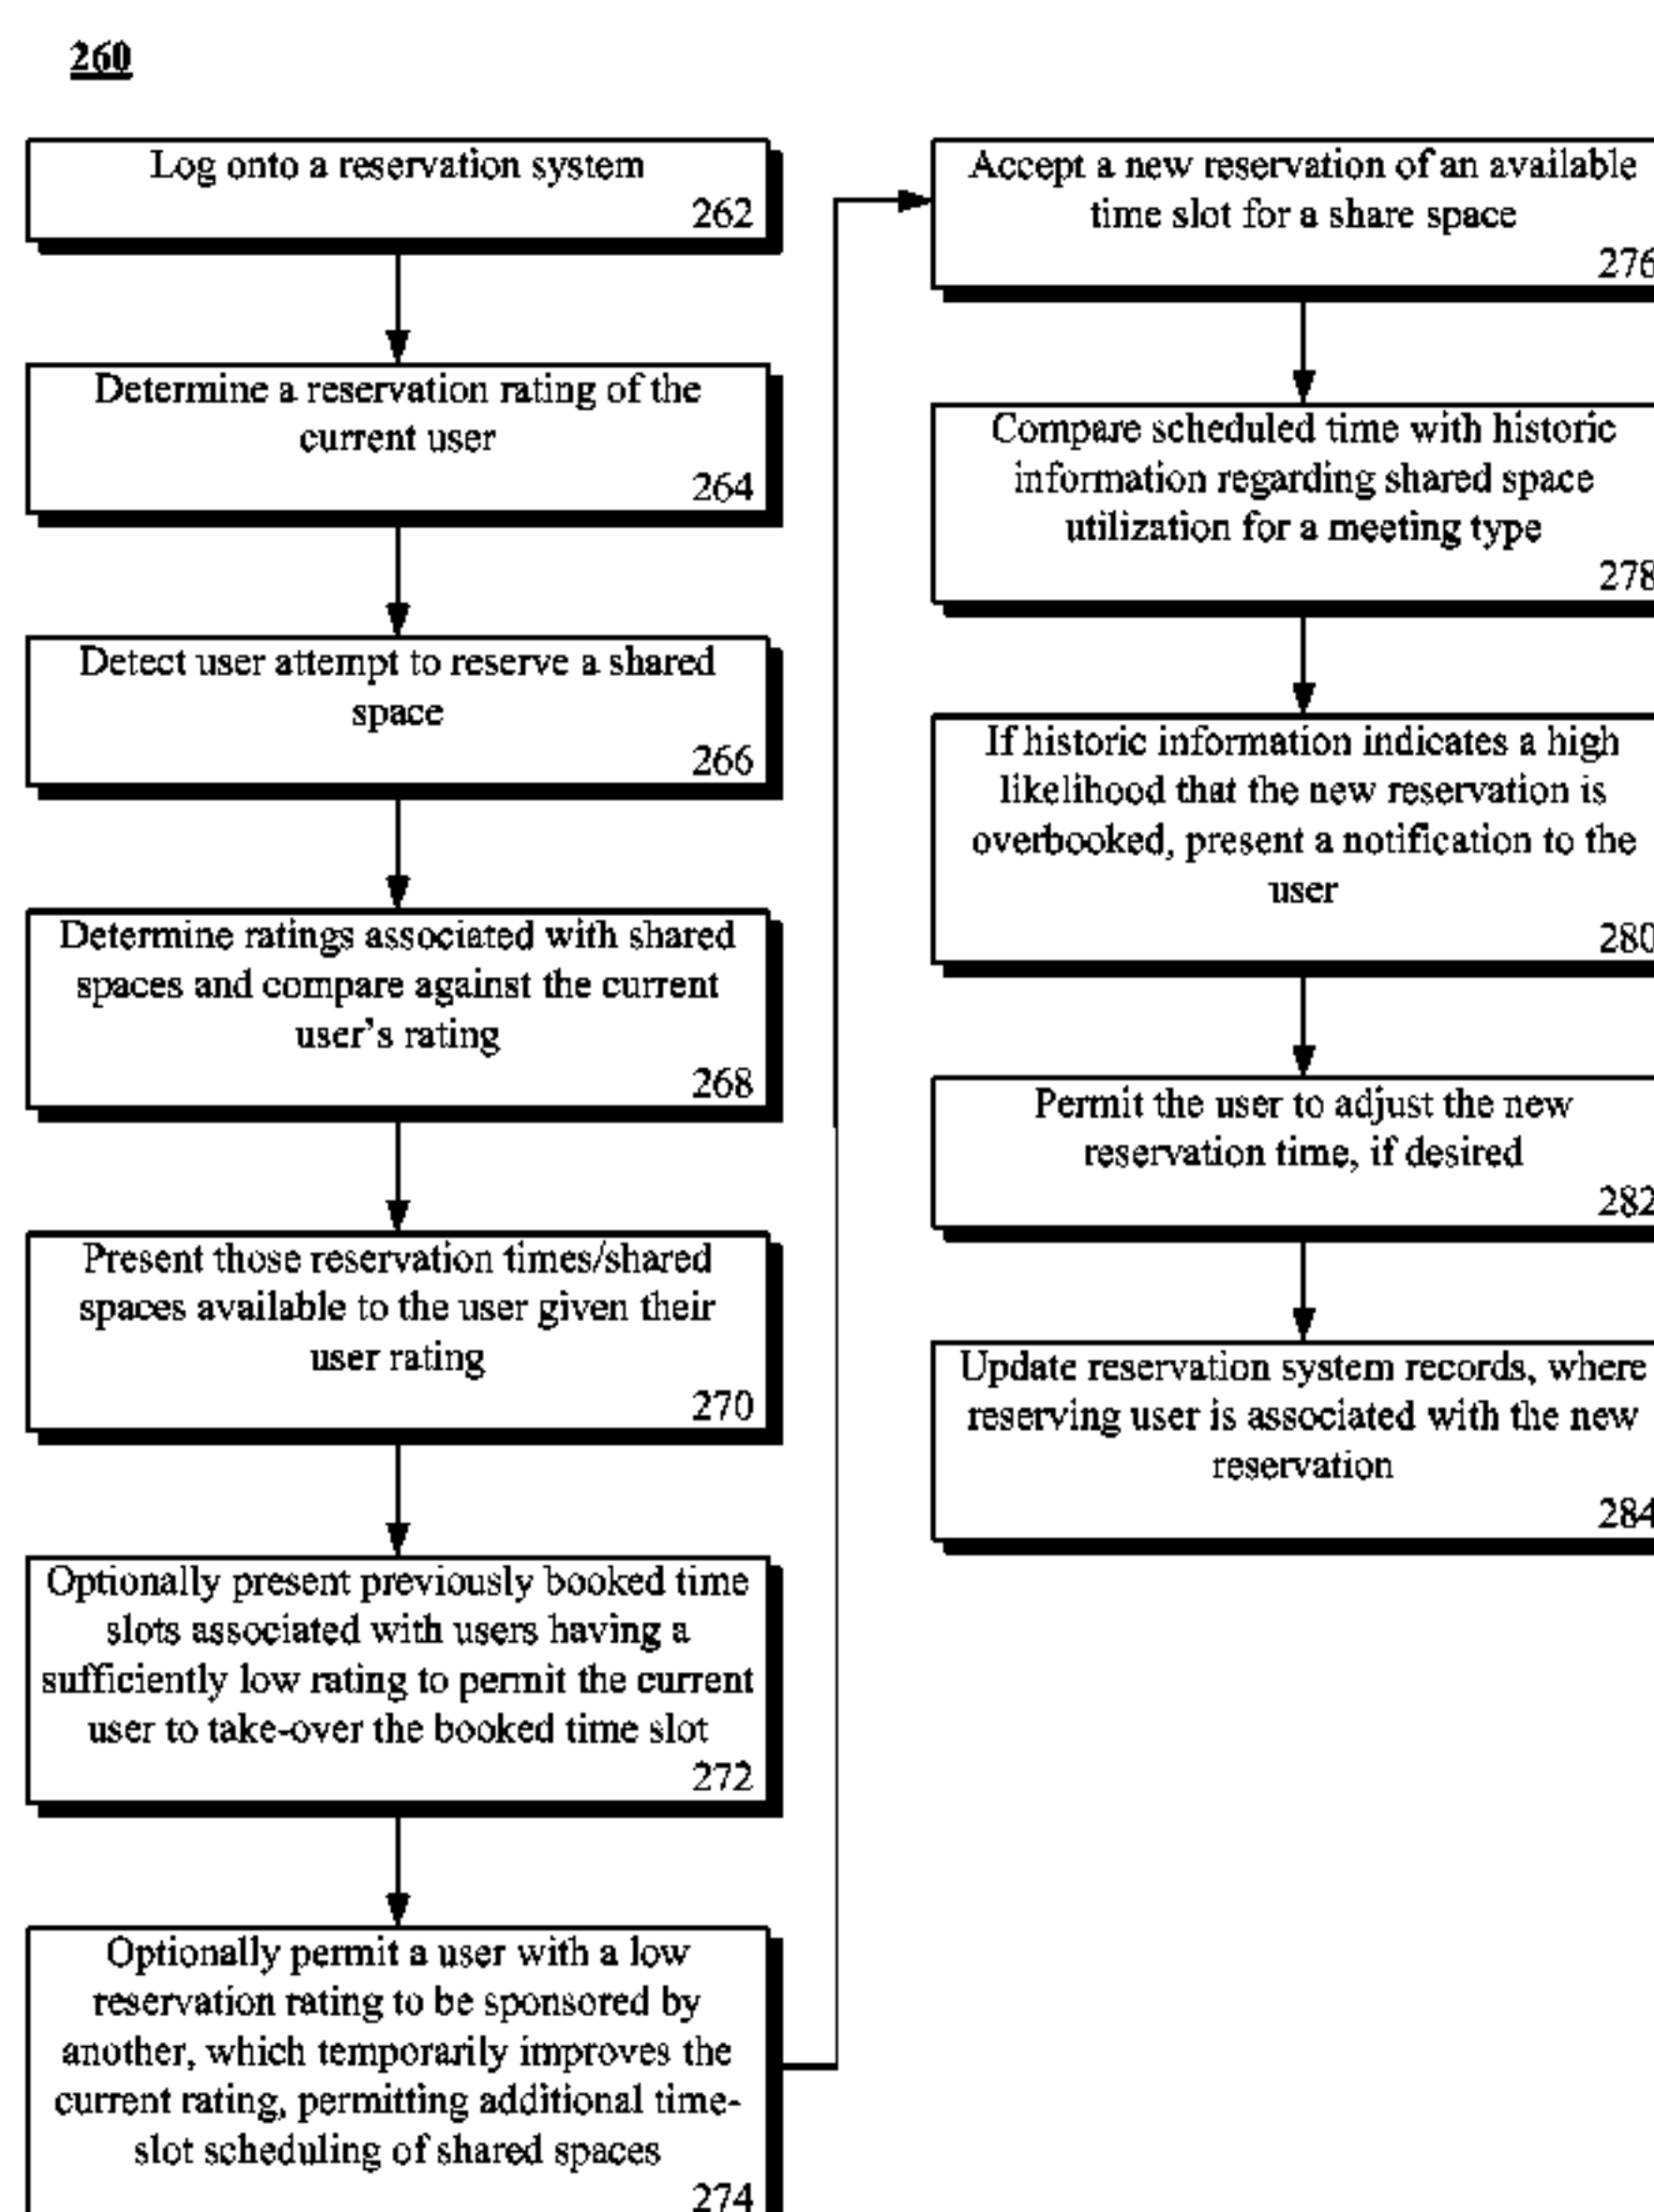 260
Log onto a reservation system
262
Determine a reservation rating of the
current user
264
Detect user attempt to reserve a shared
space
266
Determine ratings associated with shared
spaces and compare against the current
user's rating
268
Present those reservation times/shared
spaces available to the user given their
user rating
270
Optionally present previously booked time
slots associated with users having a
sufficiently low rating to permit the current
user to take-over the booked time slot
272
Optionally permit a user with a low
reservation rating to be sponsored by
another, which temporarily improves the
current rating, permitting additional time-
slot scheduling of shared spaces
274
Accept a new reservation of an available
time slot for a share space
276
Compare scheduled time with historic
information regarding shared space
utilization for a meeting type
278
If historic information indicates a high
likelihood that the new reservation is
overbooked, present a notification to the
user
280
Permit the user to adjust the new
reservation time, if desired
282
Update reservation system records, where
reserving user is associated with the new
reservation
284